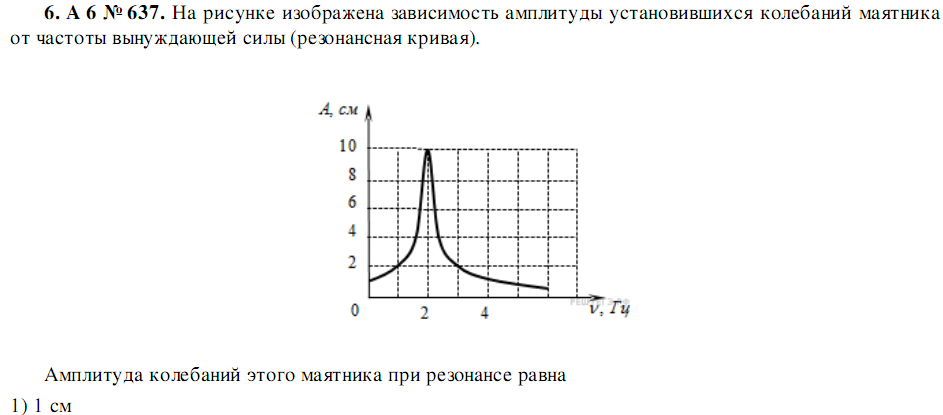 6. А 6 № 637. На рисунке изображена зависимость амплитуды установившихся колебаний маятника
от частоты вынуждающей силы (резонансная кривая).
А, см
10
8
6
4
2
0
2
4
ν, Гц
Амплитуда колебаний этого маятника при резонансе равна
1) 1 см